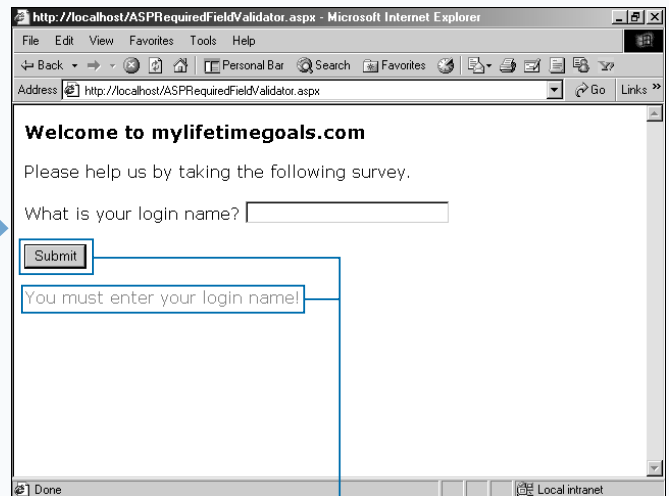 http://localhost/ASPRequiredFieldValidator.aspx - Microsoft Internet Explorer
File Edit View Favorites Tools Help
Back Personal Bar Search Favorites
Address http://localhost/ASPRequiredFieldValidator.aspx Go Links »
Welcome to mylifetimegoals.com
Please help us by taking the following survey.
What is your login name?
Submit
You must enter your login name!
Done Local intranet